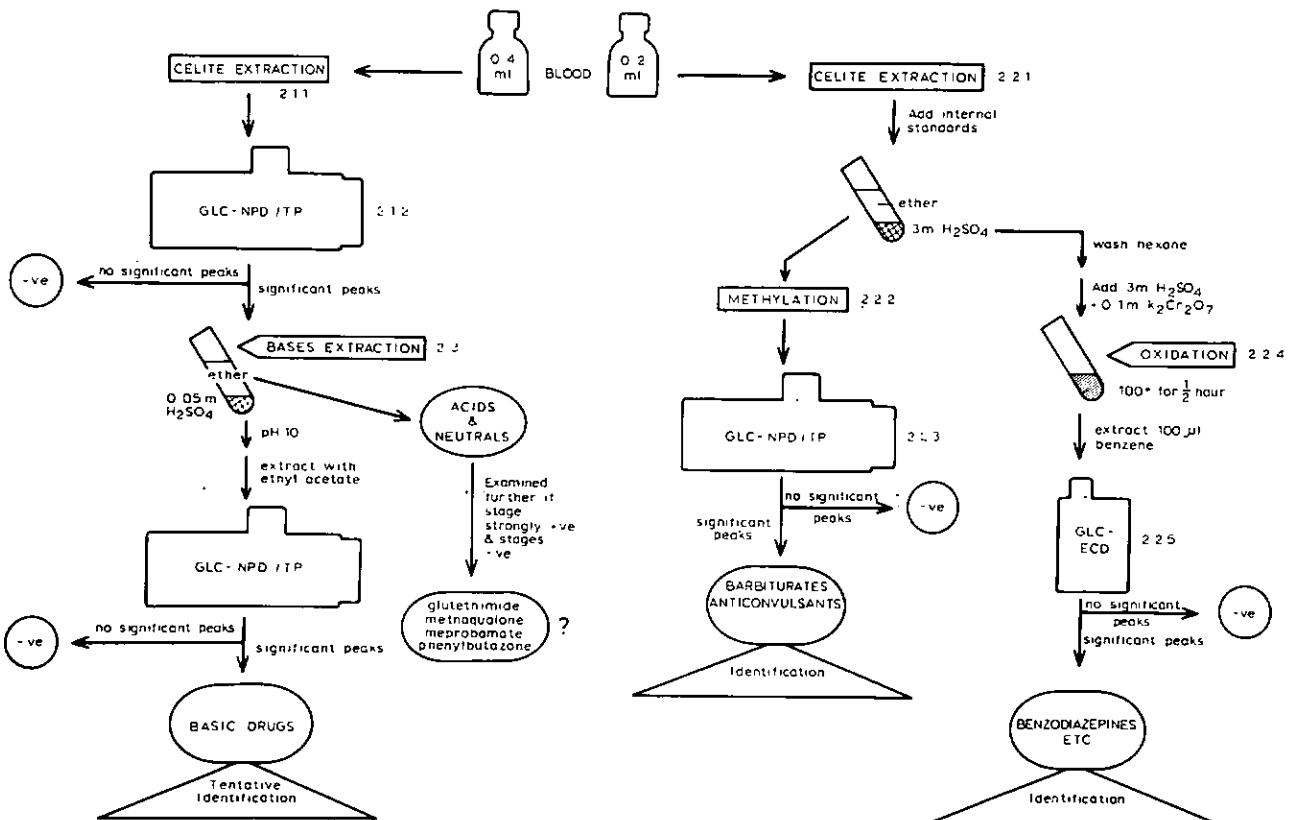 0 4
ml
BLOOD
0 2
ml
CELITE EXTRACTION
2 1 1
GLC-NPD / TP
2 1 2
-ve
no significant peaks
significant peaks
BASES EXTRACTION
2 3
ether
0 05 m
H₂SO₄
pH 10
extract with
ethyl acetate
ACIDS
&
NEUTRALS
Examined
further if
stage
strongly +ve
& stages
-ve
glutethimide
methaqualone
meprobamate
phenylbutazone
?
GLC-NPD / TP
-ve
no significant peaks
significant peaks
BASIC DRUGS
Tentative
Identification
CELITE EXTRACTION
2 2 1
Add internal
standards
ether
3m H₂SO₄
METHYLATION
2 2 2
GLC-NPD / TP
2 2 3
no significant
peaks
-ve
significant
peaks
BARBITURATES
ANTICONVULSANTS
Identification
wash hexane
Add 3m H₂SO₄
+ 0 1m k₂Cr₂O₇
OXIDATION
2 2 4
100° for ½ hour
extract 100 µl
benzene
GLC-
ECD
2 2 5
no significant
peaks
-ve
significant peaks
BENZODIAZEPINES
ETC
Identification